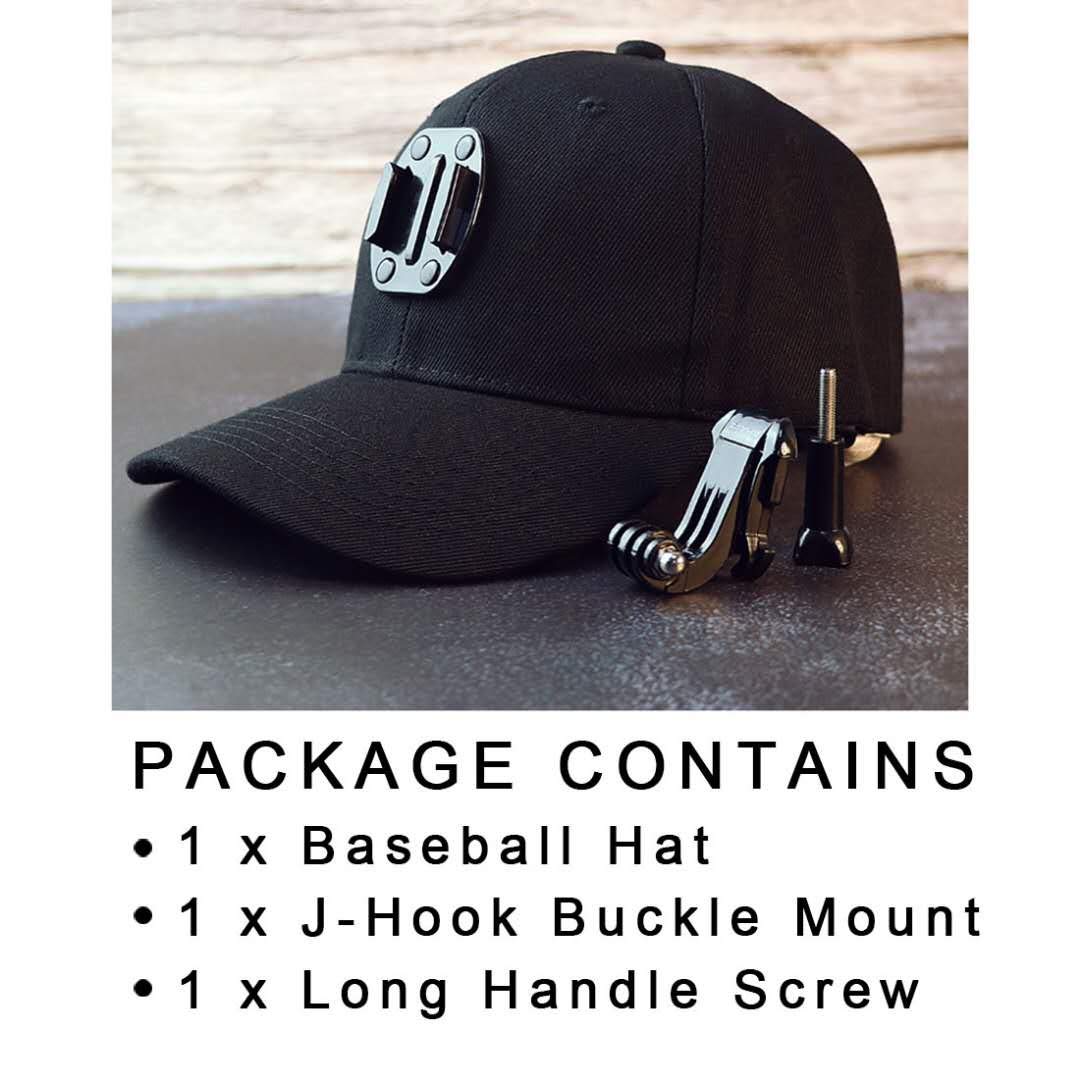 PACKAGE CONTAINS
• 1 x Baseball Hat
• 1 x J-Hook Buckle Mount
• 1 x Long Handle Screw